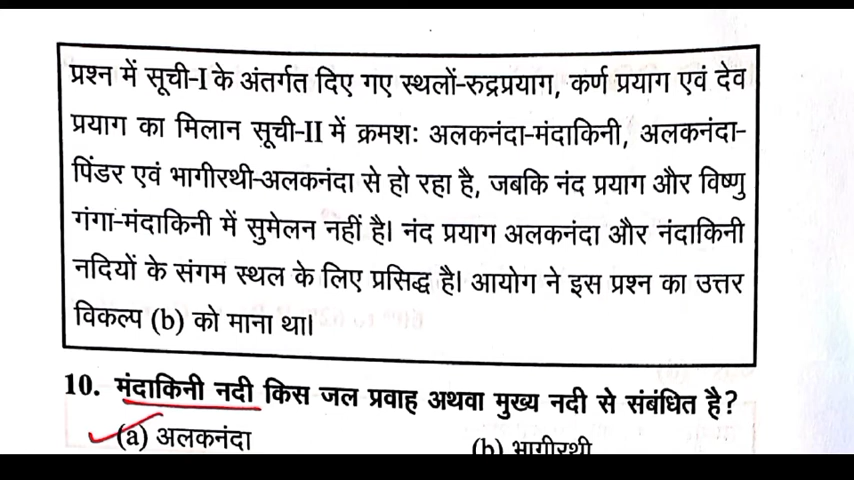 प्रश्न में सूची-I के अंतर्गत दिए गए स्थलों-रुद्रप्रयाग, कर्ण प्रयाग एवं देव
प्रयाग का मिलान सूची-II में क्रमशः अलकनंदा-मंदाकिनी, अलकनंदा-
पिंडर एवं भागीरथी-अलकनंदा से हो रहा है, जबकि नंद प्रयाग और विष्णु
गंगा-मंदाकिनी में सुमेलन नहीं है। नंद प्रयाग अलकनंदा और नंदाकिनी
नदियों के संगम स्थल के लिए प्रसिद्ध है। आयोग ने इस प्रश्न का उत्तर
विकल्प (b) को माना था।
10. मंदाकिनी नदी किस जल प्रवाह अथवा मुख्य नदी से संबंधित है?
(a) अलकनंदा (b) भागीरथी